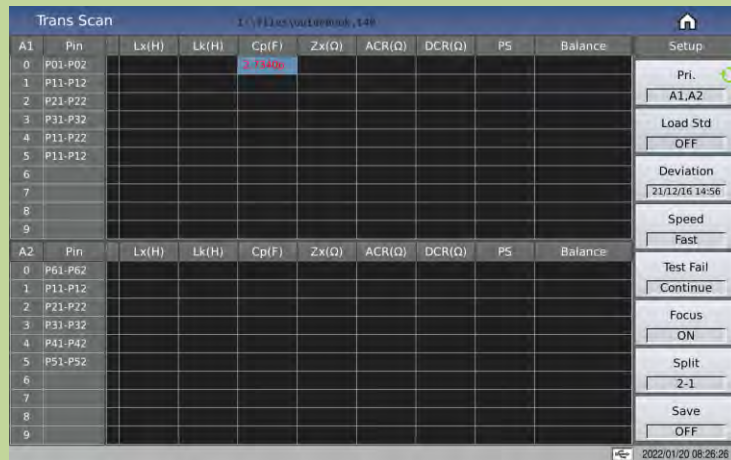 Trans Scan
A1 Pin Lx(H) Lk(H) Cp(F) Zx(Ω) ACR(Ω) DCR(Ω) PS Balance
0 P01-P02
1 P11-P12
2 P21-P22
3 P31-P32
4 P11-P22
5 P11-P12
6
7
8
9
A2 Pin Lx(H) Lk(H) Cp(F) Zx(Ω) ACR(Ω) DCR(Ω) PS Balance
0 P61-P62
1 P11-P12
2 P21-P22
3 P31-P32
4 P41-P42
5 P51-P52
6
7
8
9
Setup
Pri.
A1,A2
Load Std
OFF
Deviation
21/12/16 14:56
Speed
Fast
Test Fail
Continue
Focus
ON
Split
2-1
Save
OFF
2022/01/20 08:26:26